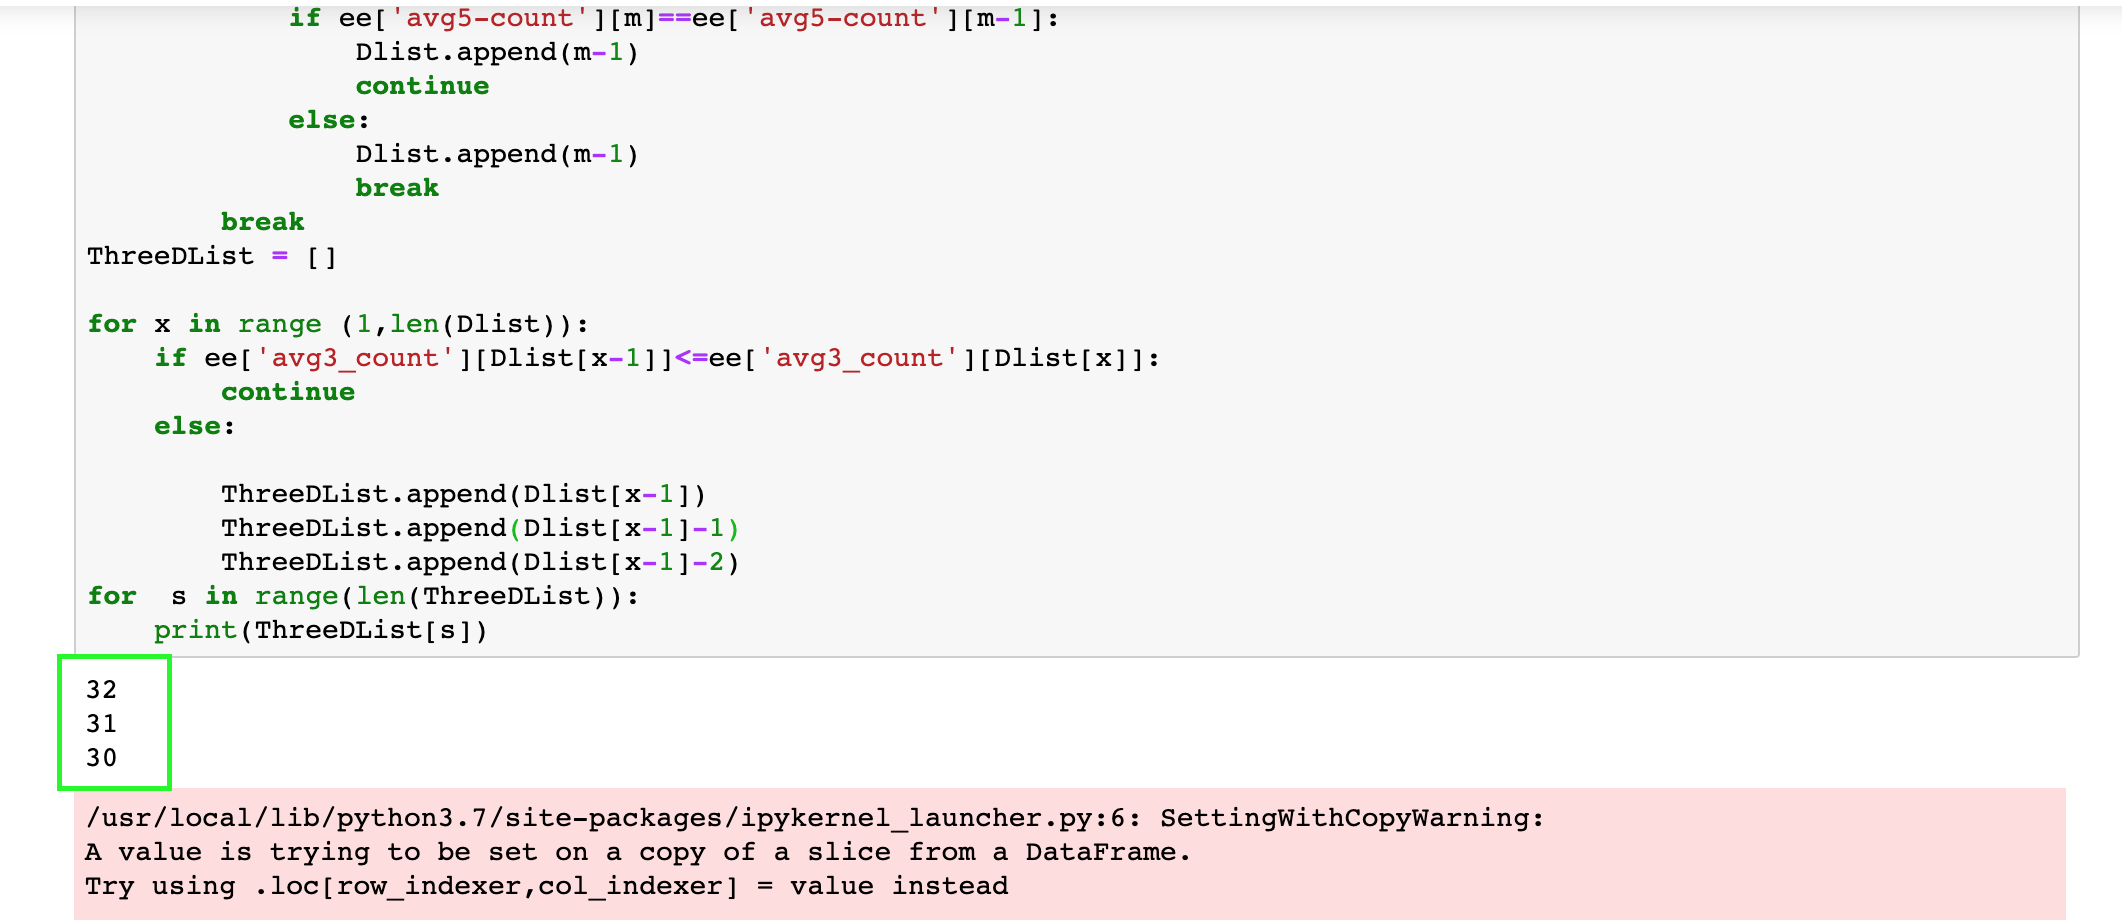 if ee['avg5-count'][m]==ee['avg5-count'][m-1]:
Dlist.append(m-1)
continue
else:
Dlist.append(m-1)
break
break
ThreeDList = []
for x in range (1,len(Dlist)):
if ee['avg3_count'][Dlist[x-1]]<=ee['avg3_count'][Dlist[x]]:
continue
else:
ThreeDList.append(Dlist[x-1])
ThreeDList.append(Dlist[x-1]-1)
ThreeDList.append(Dlist[x-1]-2)
for  s in range(len(ThreeDList)):
print(ThreeDList[s])
32
31
30
/usr/local/lib/python3.7/site-packages/ipykernel_launcher.py:6: SettingWithCopyWarning:
A value is trying to be set on a copy of a slice from a DataFrame.
Try using .loc[row_indexer,col_indexer] = value instead